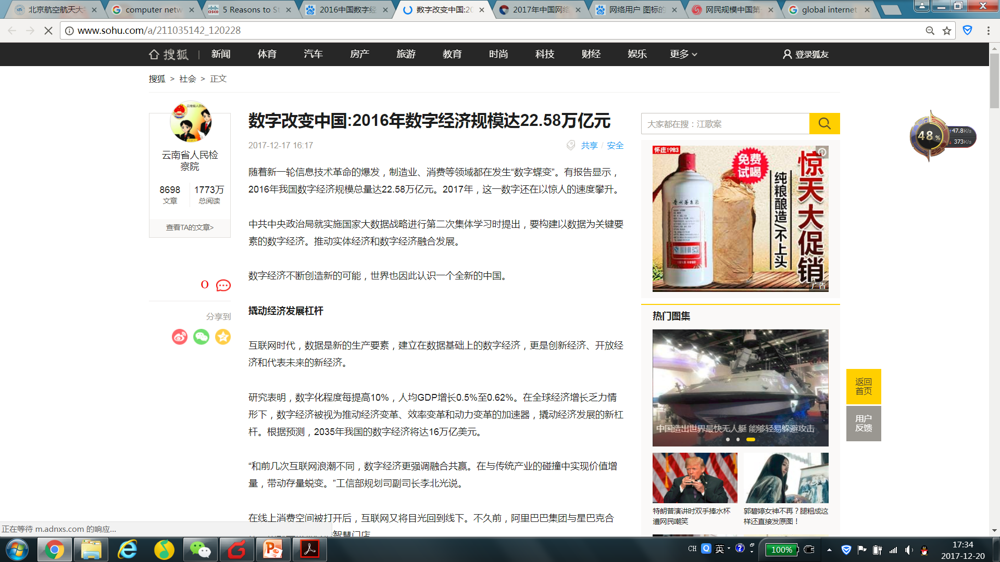 北京航空航天大学
computer netw
5 Reasons to St
2016中国数字经
数字改变中国:20
2017年中国网络
网络用户 图标的
网民规模中国第一
global internet
www.sohu.com/a/211035142_120228
搜狐 | 新闻 体育 汽车 房产 旅游 教育 时尚 科技 财经 娱乐 更多 登录狐友
搜狐 > 社会 > 正文
云南省人民检
察院
8698 1773万
文章 总阅读
查看TA的文章>
0
分享到
数字改变中国:2016年数字经济规模达22.58万亿元
2017-12-17 16:17
共享 / 安全
随着新一轮信息技术革命的爆发，制造业、消费等领域都在发生“数字蝶变”。有报告显示，
2016年我国数字经济规模总量达22.58万亿元。2017年，这一数字还在以惊人的速度攀升。
中共中央政治局就实施国家大数据战略进行第二次集体学习时提出，要构建以数据为关键要
素的数字经济。推动实体经济和数字经济融合发展。
数字经济不断创造新的可能，世界也因此认识一个全新的中国。
撬动经济发展杠杆
互联网时代，数据是新的生产要素，建立在数据基础上的数字经济，更是创新经济、开放经
济和代表未来的新经济。
研究表明，数字化程度每提高10%，人均GDP增长0.5%至0.62%。在全球经济增长乏力情
形下，数字经济被视为推动经济变革、效率变革和动力变革的加速器，撬动经济发展的新杠
杆。根据预测，2035年我国的数字经济将达16万亿美元。
“和前几次互联网浪潮不同，数字经济更强调融合共赢。在与传统产业的碰撞中实现价值增
量，带动存量蜕变。”工信部规划司副司长李北光说。
在线上消费空间被打开后，互联网又将目光回到线下。不久前，阿里巴巴集团与星巴克合
智慧门店
大家都在搜：江歌案
怀庄1983
免费
试喝
惊天大促销
纯粮酿造/不上头
广告
热门图集
中国造出世界最快无人艇 能够轻易躲避攻击
特朗普演讲时双手捧水杯
遭网民嘲笑
郭碧婷女神不再？腿粗成这
样还直接发原图！
48%
47.8K/s
373K/s
返回
首页
用户
反馈
正在等待 m.adnxs.com 的响应...
CH 英
100%
17:34
2017-12-20